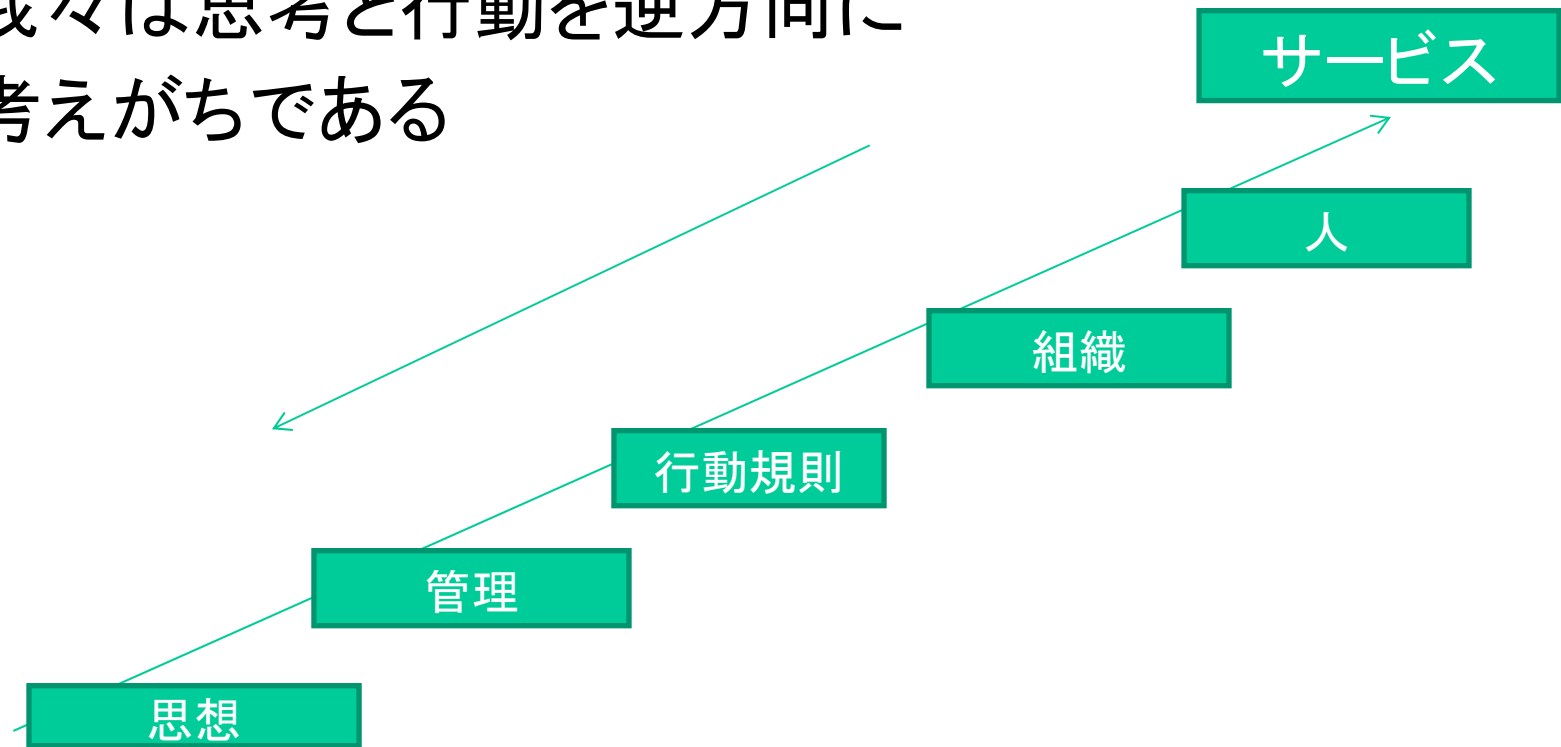 我々は思考と行動を逆方向に
考えがちである
サービス
人
組織
行動規則
管理
思想